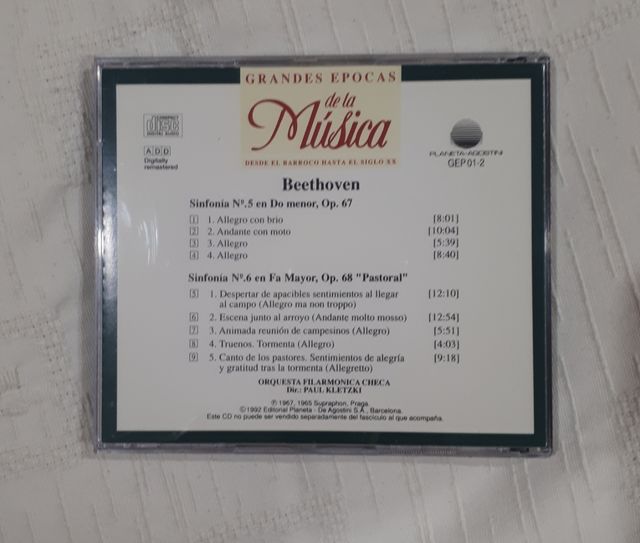 GRANDES EPOCAS
de la
Música
DESDE EL BARROCO HASTA EL SIGLO XX
COMPACT
disc
DIGITAL AUDIO
ADD
Digitally
remastered
PLANETA-AGOSTINI
GEP 01-2
Beethoven
Sinfonía Nº.5 en Do menor, Op. 67
1 1. Allegro con brio [8:01]
2 2. Andante con moto [10:04]
3 3. Allegro [5:39]
4 4. Allegro [8:40]
Sinfonía Nº.6 en Fa Mayor, Op. 68 "Pastoral"
5 1. Despertar de apacibles sentimientos al llegar [12:10]
al campo (Allegro ma non troppo)
6 2. Escena junto al arroyo (Andante molto mosso) [12:54]
7 3. Animada reunión de campesinos (Allegro) [5:51]
8 4. Truenos. Tormenta (Allegro) [4:03]
9 5. Canto de los pastores. Sentimientos de alegría [9:18]
y gratitud tras la tormenta (Allegretto)
ORQUESTA FILARMONICA CHECA
Dir.: PAUL KLETZKI
℗ 1967, 1965 Supraphon, Praga.
©1992 Editorial Planeta - De Agostini S.A., Barcelona.
Este CD no puede ser vendido separadamente del fascículo al que acompaña.